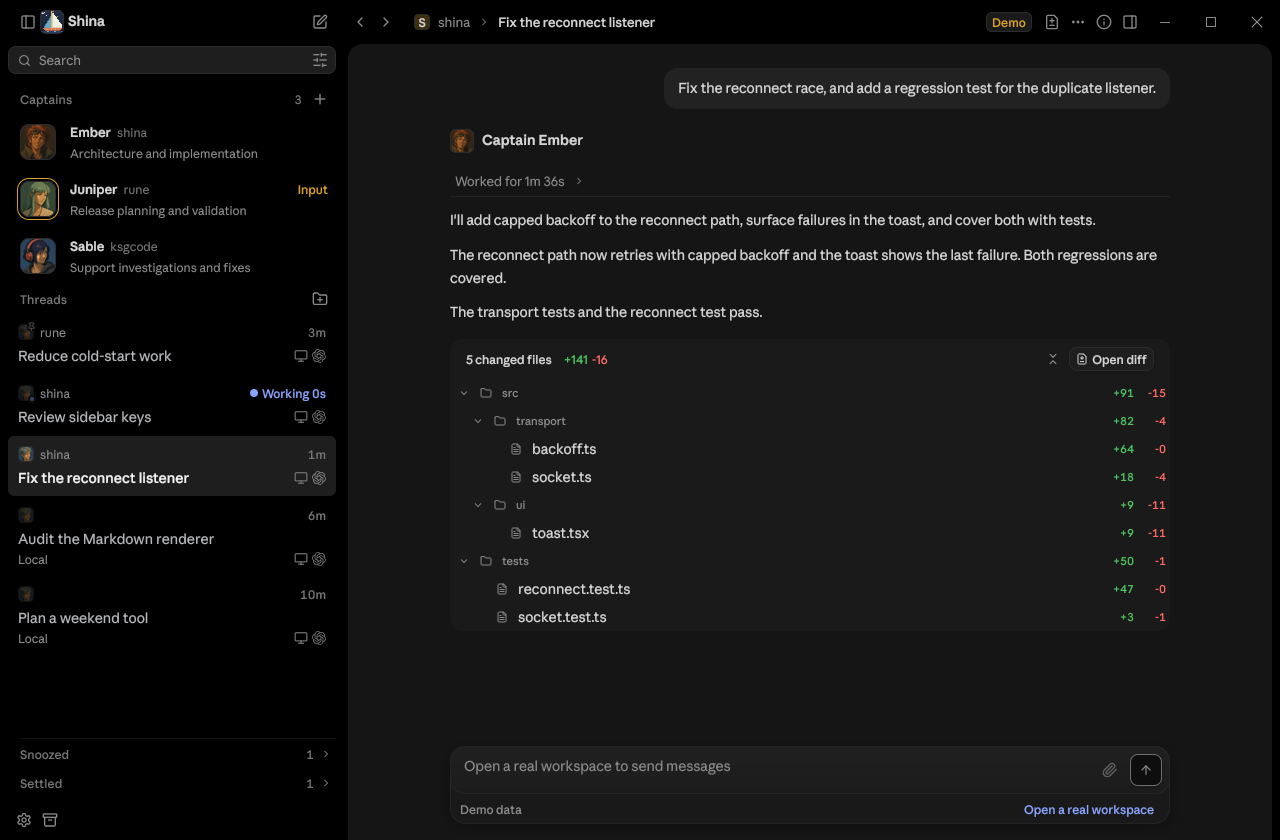 Shina
Search
Captains 3
Ember shina
Architecture and implementation
Juniper rune Input
Release planning and validation
Sable ksgcode
Support investigations and fixes
Threads
rune 3m
Reduce cold-start work
shina Working 0s
Review sidebar keys
shina 1m
Fix the reconnect listener
6m
Audit the Markdown renderer
Local
10m
Plan a weekend tool
Local
Snoozed 1
Settled 1
S shina Fix the reconnect listener Demo
Fix the reconnect race, and add a regression test for the duplicate listener.
Captain Ember
Worked for 1m 36s
I'll add capped backoff to the reconnect path, surface failures in the toast, and cover both with tests.
The reconnect path now retries with capped backoff and the toast shows the last failure. Both regressions are
covered.
The transport tests and the reconnect test pass.
5 changed files +141 -16 Open diff
src +91 -15
transport +82 -4
backoff.ts +64 -0
socket.ts +18 -4
ui +9 -11
toast.tsx +9 -11
tests +50 -1
reconnect.test.ts +47 -0
socket.test.ts +3 -1
Open a real workspace to send messages
Demo data Open a real workspace